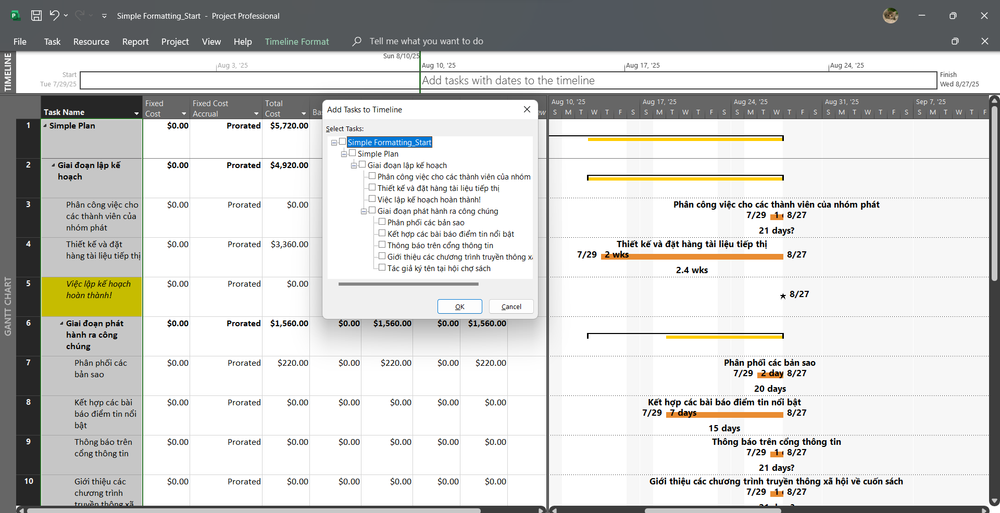 Simple Formatting_Start - Project Professional
File Task Resource Report Project View Help Timeline Format Tell me what you want to do
TIMELINE
Sun 8/10/25
Aug 3, '25 Aug 10, '25 Aug 17, '25 Aug 24, '25
Start
Tue 7/29/25
Add tasks with dates to the timeline
Finish
Wed 8/27/25
GANTT CHART
Task Name
Fixed Cost
Fixed Cost Accrual
Total Cost
Bas
ew
Aug 10, '25 Aug 17, '25 Aug 24, '25 Aug 31, '25 Sep 7, '25
S M T W T F S S M T W T F S S M T W T F S S M T W T F S S M T W T F
1 Simple Plan $0.00 Prorated $5,720.00
2 Giai đoạn lập kế hoạch $0.00 Prorated $4,920.00
3 Phân công việc cho các thành viên của nhóm phát $0.00 Prorated $0.00
4 Thiết kế và đặt hàng tài liệu tiếp thị $0.00 Prorated $3,360.00
5 Việc lập kế hoạch hoàn thành! $0.00 Prorated $0.00
6 Giai đoạn phát hành ra công chúng $0.00 Prorated $1,560.00 $0.00 $1,560.00 $0.00 $1,560.00
7 Phân phối các bản sao $0.00 Prorated $220.00 $0.00 $220.00 $0.00 $220.00
8 Kết hợp các bài báo điểm tin nổi bật $0.00 Prorated $0.00 $0.00 $0.00 $0.00 $0.00
9 Thông báo trên cổng thông tin $0.00 Prorated $0.00 $0.00 $0.00 $0.00 $0.00
10 Giới thiệu các chương trình truyền thông xã $0.00 Prorated $0.00 $0.00 $0.00 $0.00 $0.00
Add Tasks to Timeline
Select Tasks:
Simple Formatting_Start
Simple Plan
Giai đoạn lập kế hoạch
Phân công việc cho các thành viên của nhóm
Thiết kế và đặt hàng tài liệu tiếp thị
Việc lập kế hoạch hoàn thành!
Giai đoạn phát hành ra công chúng
Phân phối các bản sao
Kết hợp các bài báo điểm tin nổi bật
Thông báo trên cổng thông tin
Giới thiệu các chương trình truyền thông xã
Tác giả ký tên tại hội chợ sách
OK Cancel
Phân công việc cho các thành viên của nhóm phát
7/29 1 8/27
21 days?
Thiết kế và đặt hàng tài liệu tiếp thị
7/29 2 wks 8/27
2.4 wks
8/27
Phân phối các bản sao
7/29 2 day 8/27
20 days
Kết hợp các bài báo điểm tin nổi bật
7/29 7 days 8/27
15 days
Thông báo trên cổng thông tin
7/29 1 8/27
21 days?
Giới thiệu các chương trình truyền thông xã hội về cuốn sách
7/29 1 8/27